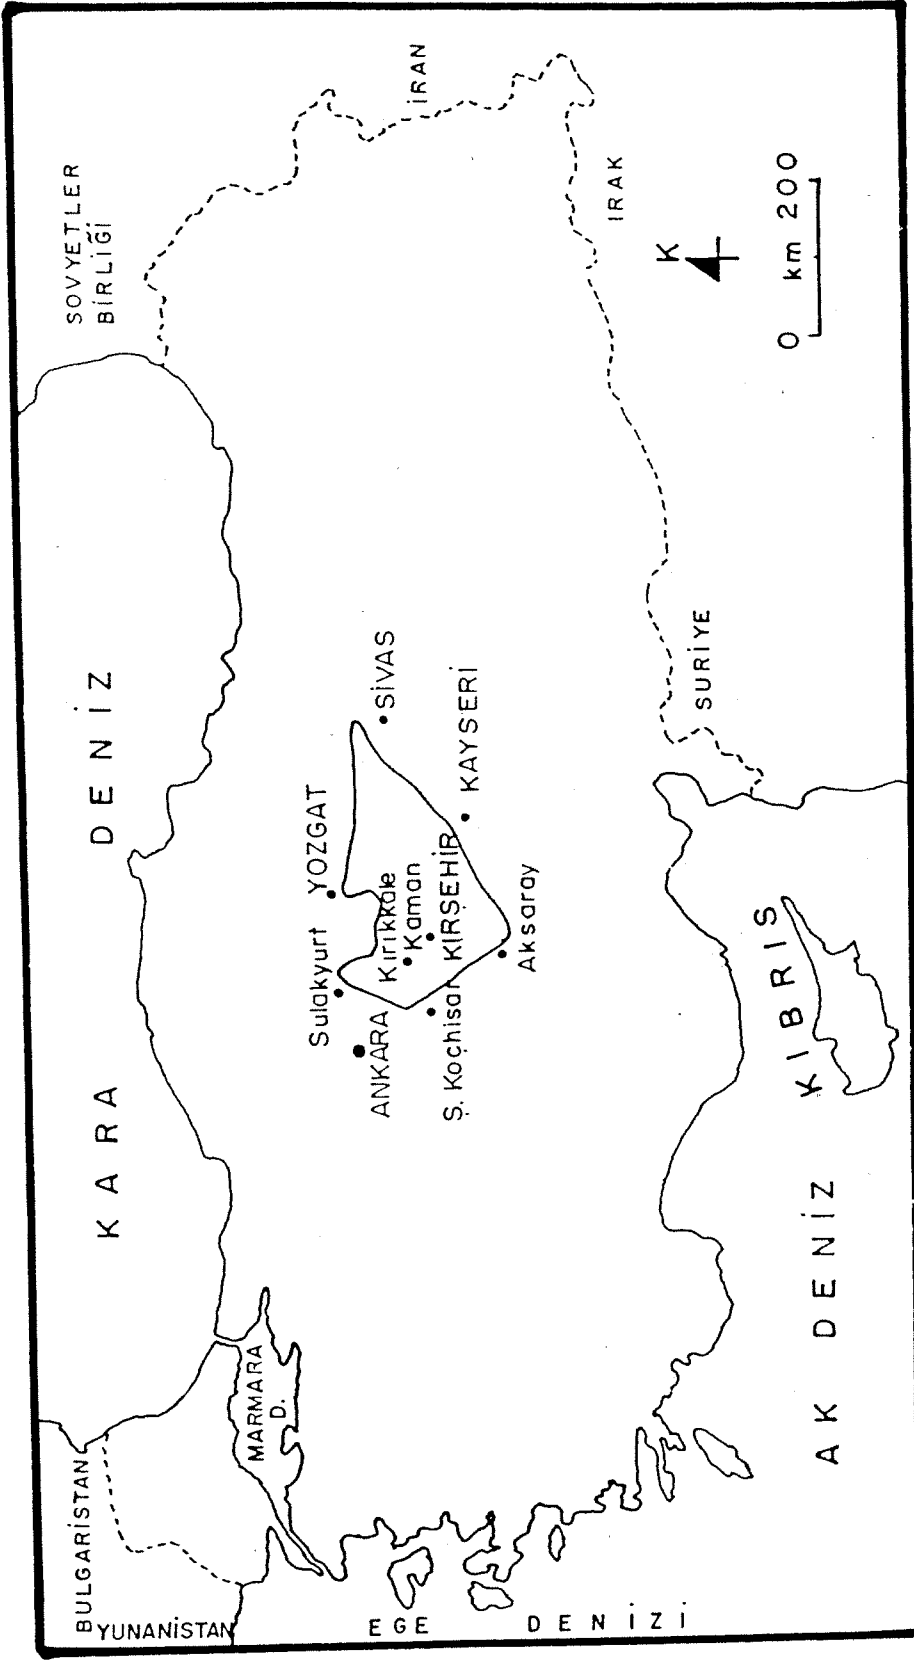 KARA DENİZ
SOVYETLER
BİRLİĞİ
BULGARİSTAN
YUNANİSTAN
MARMARA
D.
İRAN
IRAK
SURİYE
EGE DENİZİ
AK DENİZ
KIBRIS
Sulakyurt
YOZGAT
ANKARA
Kırıkkale
SİVAS
Kaman
Ş. Koçhisar
KIRŞEHİR
KAYSERİ
Aksaray
K
0 km 200